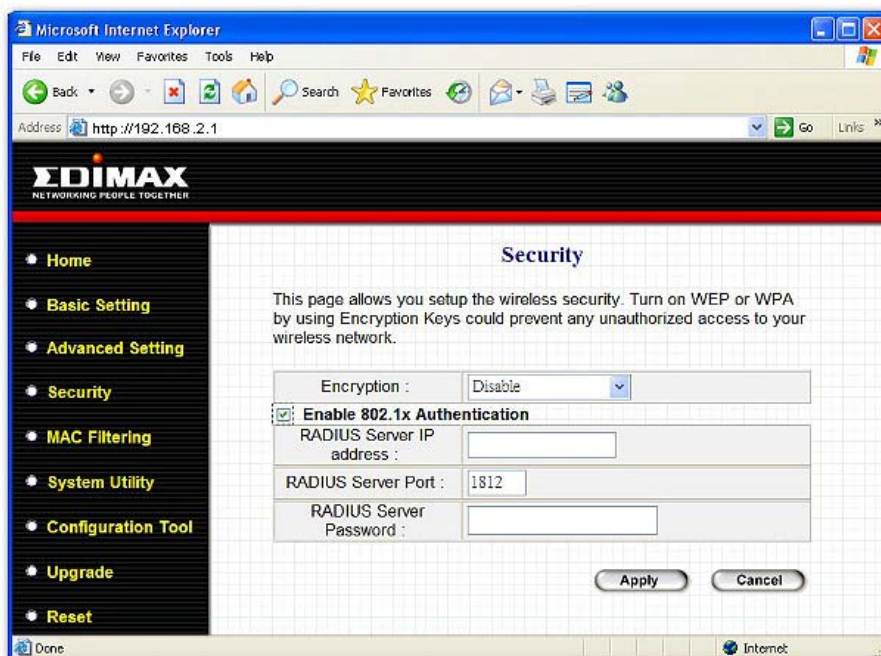 Microsoft Internet Explorer
File Edit View Favorites Tools Help
Back Search Favorites
Address http://192.168.2.1 Go Links »
EDIMAX
NETWORKING PEOPLE TOGETHER
Home
Basic Setting
Advanced Setting
Security
MAC Filtering
System Utility
Configuration Tool
Upgrade
Reset
Security
This page allows you setup the wireless security. Turn on WEP or WPA
by using Encryption Keys could prevent any unauthorized access to your
wireless network.
Encryption : Disable
Enable 802.1x Authentication
RADIUS Server IP
address :
RADIUS Server Port : 1812
RADIUS Server
Password :
Apply Cancel
Done Internet